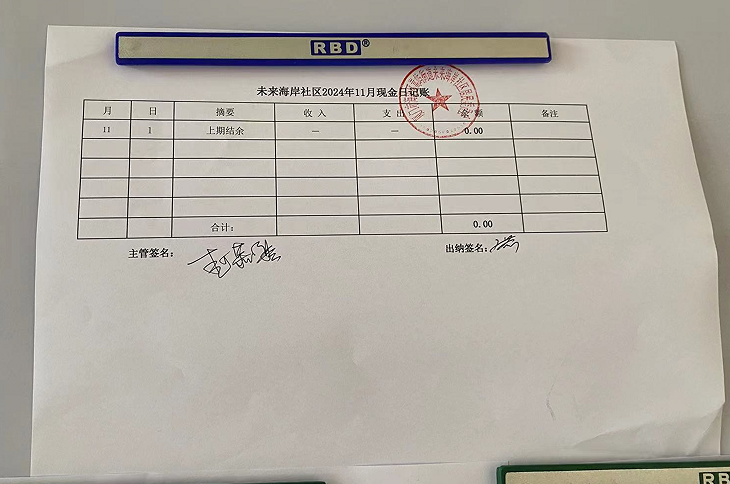 RBD®
未来海岸社区2024年11月现金日记账
月 日 摘要 收 入 支 出 余 额 备注
11 1 上期结余 — — 0.00
合计: 0.00
主管签名: 出纳签名:
RBD